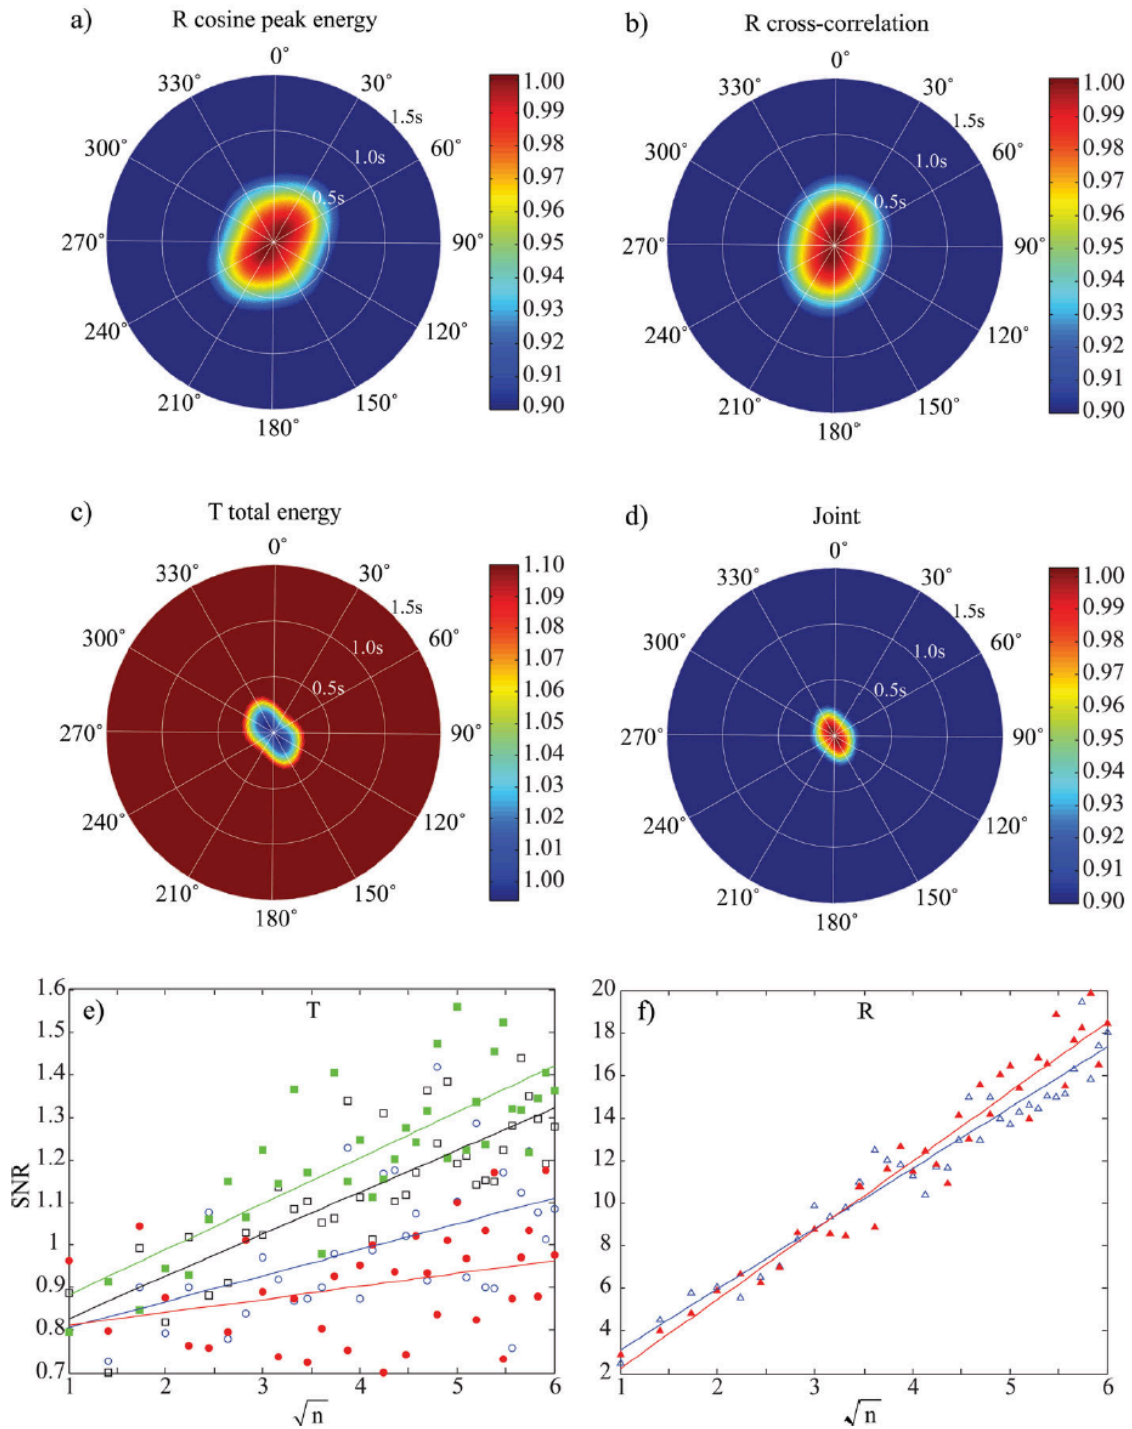 a) R cosine peak energy
b) R cross-correlation
0° 0°
330° 30° 330° 30°
1.5s 1.5s
300° 60° 300° 60°
1.0s 1.0s
0.5s 0.5s
270° 90° 270° 90°
240° 120° 240° 120°
210° 150° 210° 150°
180° 180°
1.00 1.00
0.99 0.99
0.98 0.98
0.97 0.97
0.96 0.96
0.95 0.95
0.94 0.94
0.93 0.93
0.92 0.92
0.91 0.91
0.90 0.90
c) T total energy
d) Joint
0° 0°
330° 30° 330° 30°
1.5s 1.5s
300° 60° 300° 60°
1.0s 1.0s
0.5s 0.5s
270° 90° 270° 90°
240° 120° 240° 120°
210° 150° 210° 150°
180° 180°
1.10 1.00
1.09 0.99
1.08 0.98
1.07 0.97
1.06 0.96
1.05 0.95
1.04 0.94
1.03 0.93
1.02 0.92
1.01 0.91
1.00 0.90
e) T
SNR
1.6
1.5
1.4
1.3
1.2
1.1
1
0.9
0.8
0.7
1 2 3 4 5 6
√n
f) R
20
18
16
14
12
10
8
6
4
2
1 2 3 4 5 6
√n